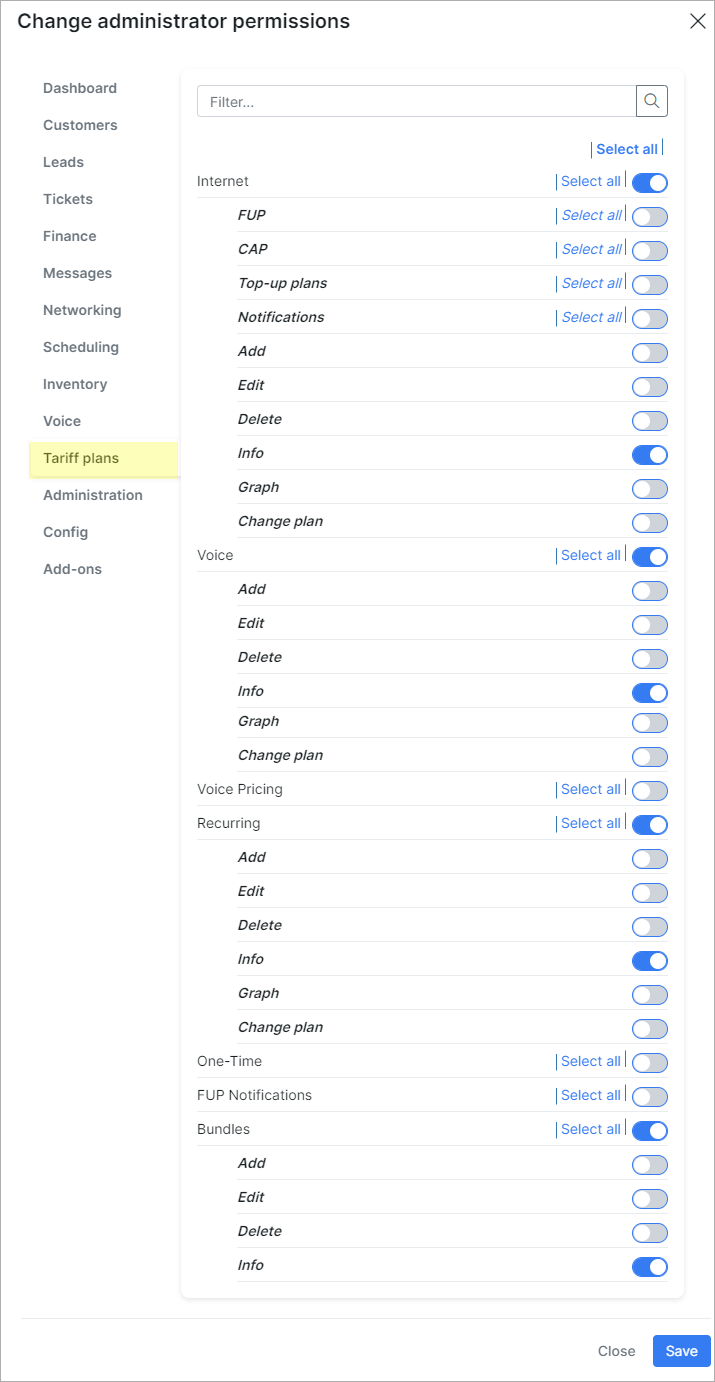 Change administrator permissions
Dashboard
Customers
Leads
Tickets
Finance
Messages
Networking
Scheduling
Inventory
Voice
Tariff plans
Administration
Config
Add-ons
Filter...
Select all
Internet Select all
FUP Select all
CAP Select all
Top-up plans Select all
Notifications Select all
Add
Edit
Delete
Info
Graph
Change plan
Voice Select all
Add
Edit
Delete
Info
Graph
Change plan
Voice Pricing Select all
Recurring Select all
Add
Edit
Delete
Info
Graph
Change plan
One-Time Select all
FUP Notifications Select all
Bundles Select all
Add
Edit
Delete
Info
Close Save